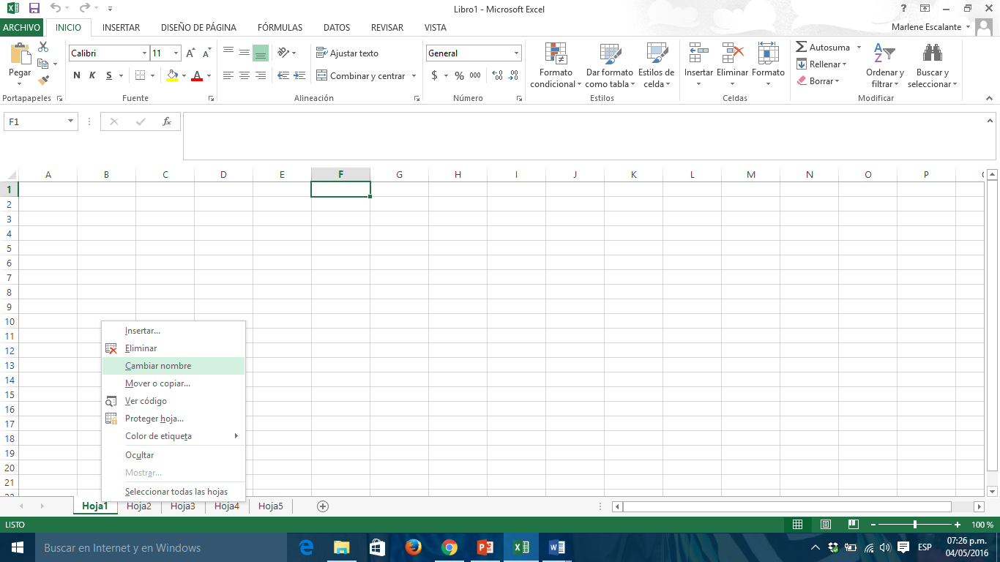 Libro1 - Microsoft Excel
ARCHIVO INICIO INSERTAR DISEÑO DE PÁGINA FÓRMULAS DATOS REVISAR VISTA Marlene Escalante
Calibri 11 Ajustar texto General Autosuma
Pegar N K S A Combinar y centrar $ % 000 Formato condicional Dar formato como tabla Estilos de celda Insertar Eliminar Formato Rellenar Borrar Ordenar y filtrar Buscar y seleccionar
Portapapeles Fuente Alineación Número Estilos Celdas Modificar
F1 fx
A B C D E F G H I J K L M N O P
1
2
3
4
5
6
7
8
9
10
11
12
13
14
15
16
17
18
19
20
21
22
Insertar...
Eliminar
Cambiar nombre
Mover o copiar...
Ver código
Proteger hoja...
Color de etiqueta
Ocultar
Mostrar...
Seleccionar todas las hojas
Hoja1 Hoja2 Hoja3 Hoja4 Hoja5
LISTO 100 %
Buscar en Internet y en Windows ESP 07:26 p.m.
04/05/2016